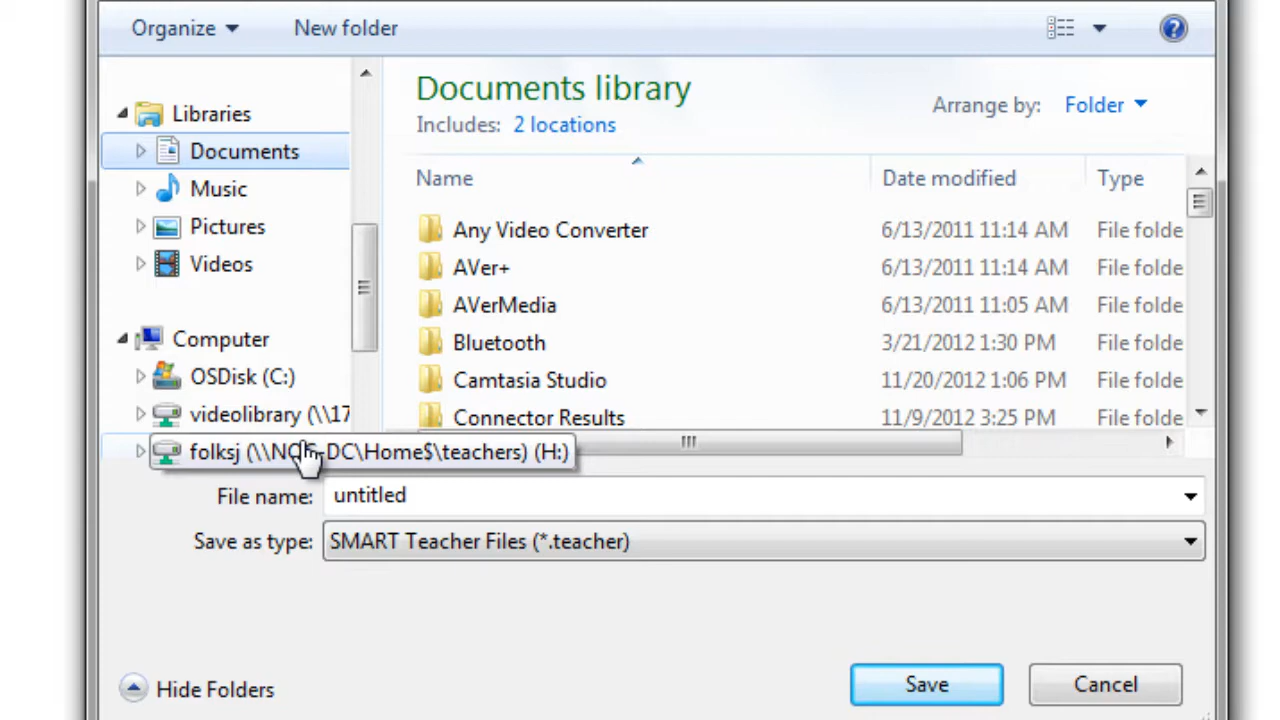 Organize New folder
Documents library
Includes: 2 locations
Arrange by: Folder
Libraries
Documents
Music
Pictures
Videos
Computer
OSDisk (C:)
videolibrary (\\17
folksj (\\ DC\Home$\teachers) (H:)
Name Date modified Type
Any Video Converter 6/13/2011 11:14 AM File folde
AVer+ 6/13/2011 11:14 AM File folde
AVerMedia 6/13/2011 11:05 AM File folde
Bluetooth 3/21/2012 1:30 PM File folde
Camtasia Studio 11/20/2012 1:06 PM File folde
Connector Results 11/9/2012 3:25 PM File folde
File name: untitled
Save as type: SMART Teacher Files (*.teacher)
Hide Folders Save Cancel